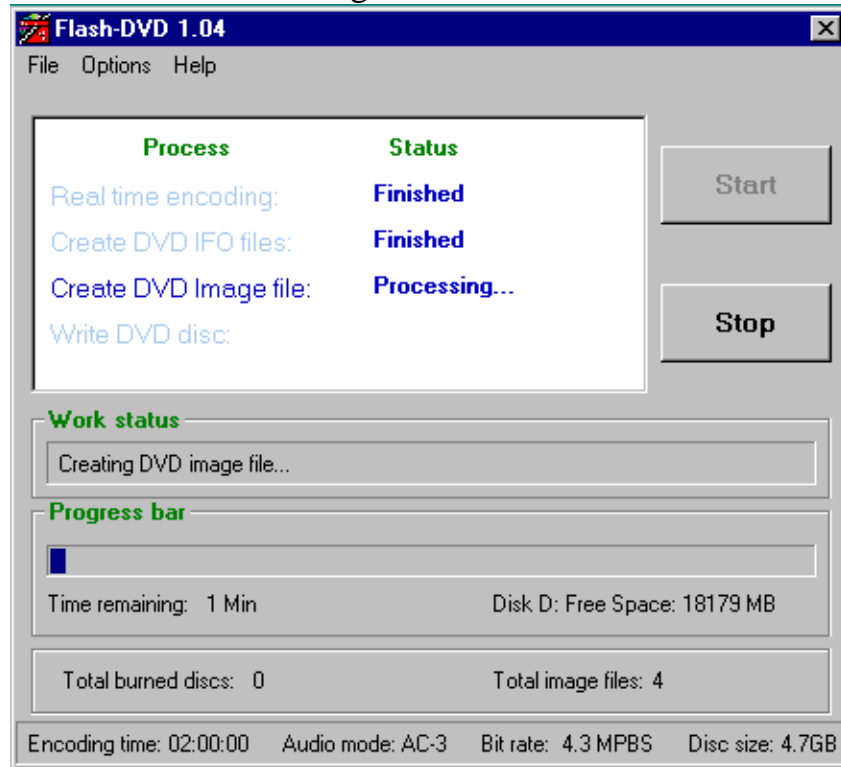 Flash-DVD 1.04
File Options Help
Process Status
Real time encoding: Finished
Create DVD IFO files: Finished
Create DVD Image file: Processing...
Write DVD disc:
Start
Stop
Work status
Creating DVD image file...
Progress bar
Time remaining: 1 Min Disk D: Free Space: 18179 MB
Total burned discs: 0 Total image files: 4
Encoding time: 02:00:00 Audio mode: AC-3 Bit rate: 4.3 MPBS Disc size: 4.7GB